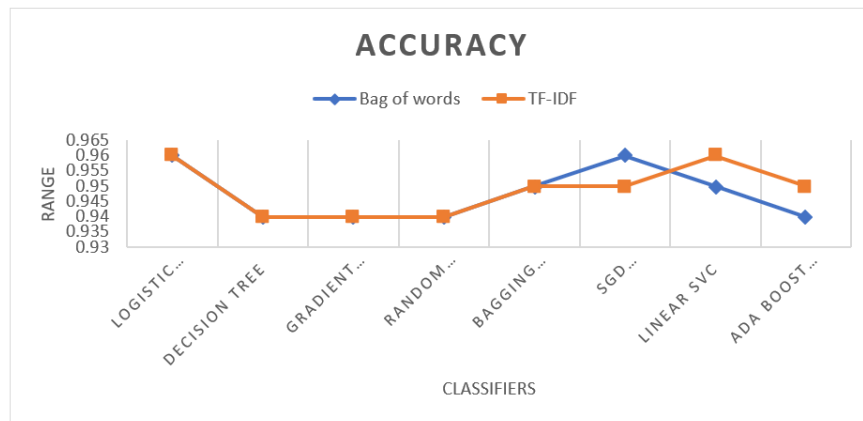 ACCURACY
Bag of words TF-IDF
0.965
0.96
0.955
0.95
0.945
0.94
0.935
0.93
RANGE
LOGISTIC...
DECISION TREE
GRADIENT...
RANDOM...
BAGGING...
SGD...
LINEAR SVC
ADA BOOST...
CLASSIFIERS